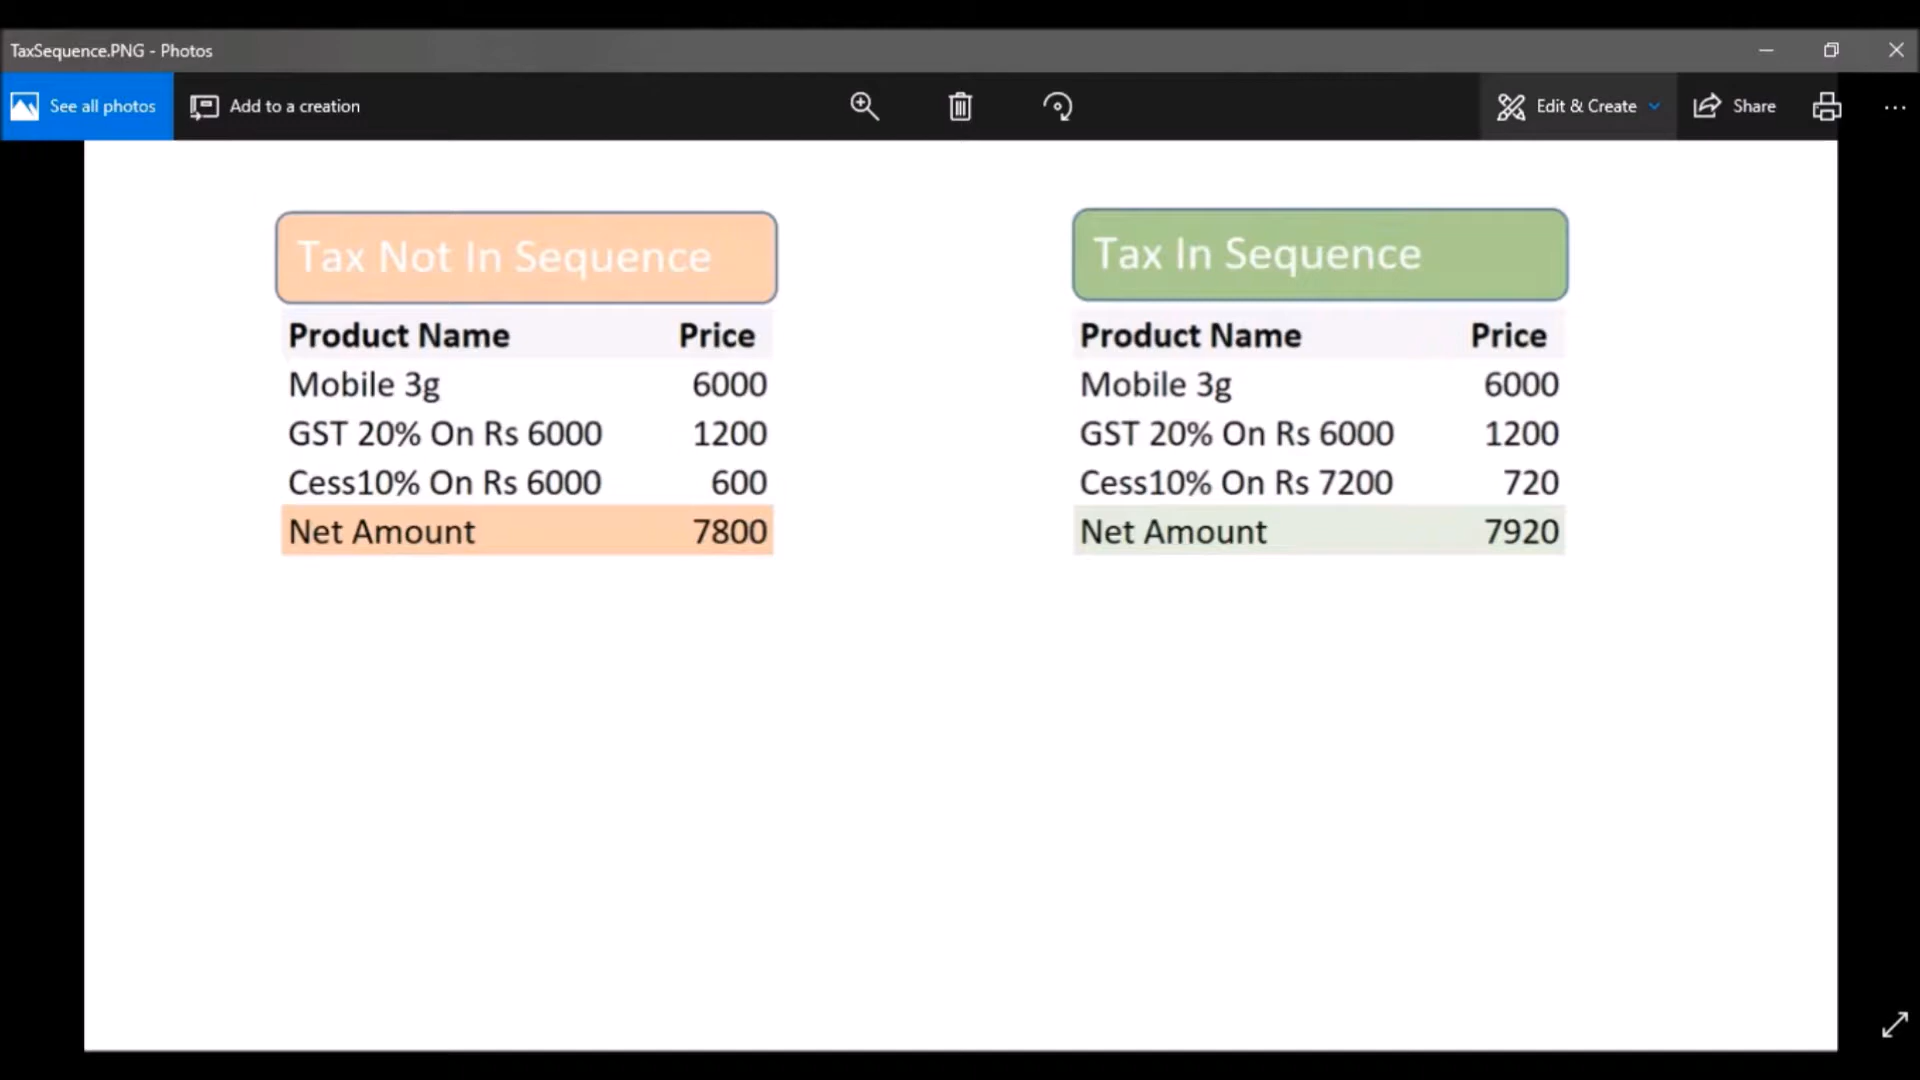 TaxSequence.PNG - Photos
See all photos
Add to a creation
Edit & Create
Share
Tax Not In Sequence
Product Name Price
Mobile 3g 6000
GST 20% On Rs 6000 1200
Cess10% On Rs 6000 600
Net Amount 7800
Tax In Sequence
Product Name Price
Mobile 3g 6000
GST 20% On Rs 6000 1200
Cess10% On Rs 7200 720
Net Amount 7920